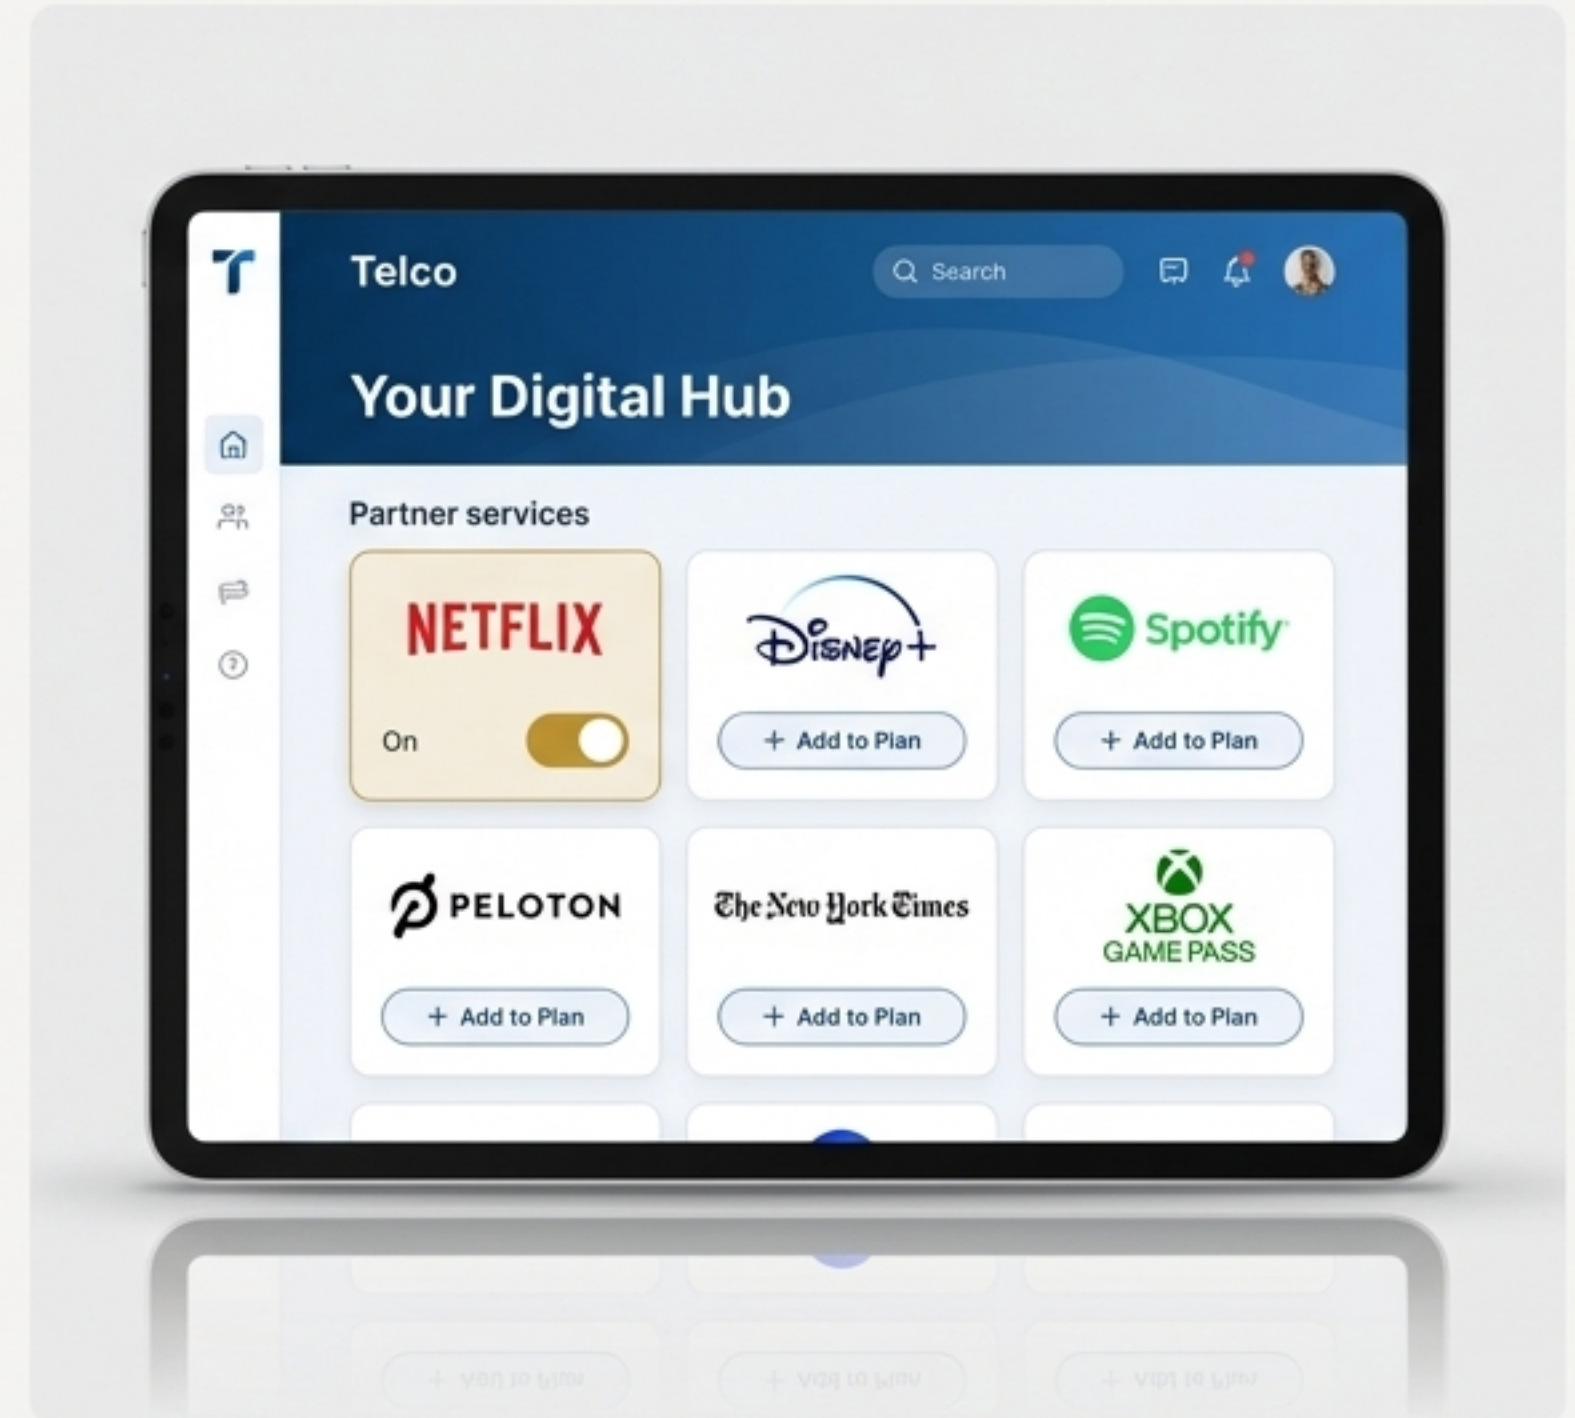 Telco
Search
Your Digital Hub
Partner services
NETFLIX
Disney+
Spotify
On
+ Add to Plan
+ Add to Plan
PELOTON
The New York Times
XBOX
GAME PASS
+ Add to Plan
+ Add to Plan
+ Add to Plan